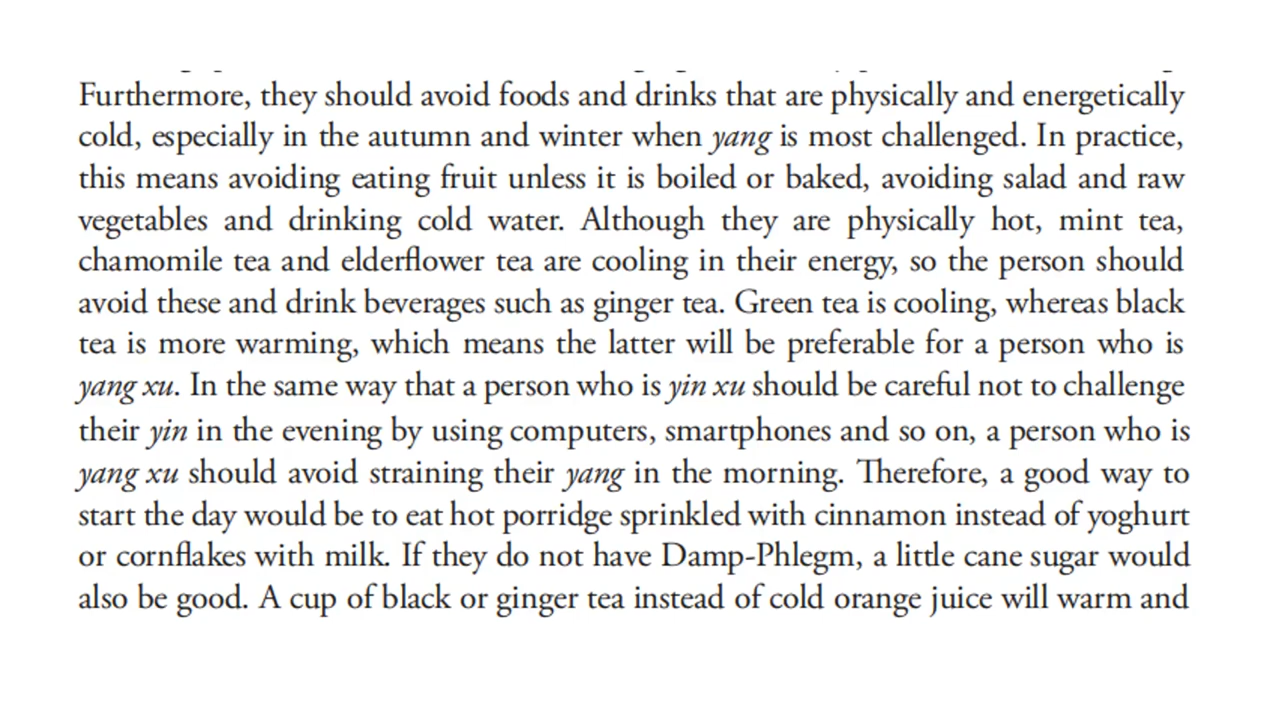 Furthermore, they should avoid foods and drinks that are physically and energetically
cold, especially in the autumn and winter when yang is most challenged. In practice,
this means avoiding eating fruit unless it is boiled or baked, avoiding salad and raw
vegetables and drinking cold water. Although they are physically hot, mint tea,
chamomile tea and elderflower tea are cooling in their energy, so the person should
avoid these and drink beverages such as ginger tea. Green tea is cooling, whereas black
tea is more warming, which means the latter will be preferable for a person who is
yang xu. In the same way that a person who is yin xu should be careful not to challenge
their yin in the evening by using computers, smartphones and so on, a person who is
yang xu should avoid straining their yang in the morning. Therefore, a good way to
start the day would be to eat hot porridge sprinkled with cinnamon instead of yoghurt
or cornflakes with milk. If they do not have Damp-Phlegm, a little cane sugar would
also be good. A cup of black or ginger tea instead of cold orange juice will warm and